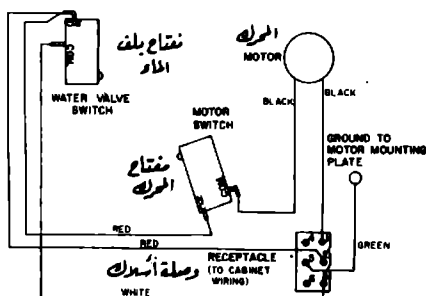 مفتاح بلف
الماء
WATER VALVE
SWITCH
المحرك
MOTOR
BLACK
BLACK
MOTOR
SWITCH
مفتاح
المحرك
GROUND TO
MOTOR MOUNTING
PLATE
RED
RED
GREEN
وصلة أسلاك
RECEPTACLE
(TO CABINET
WIRING)
WHITE